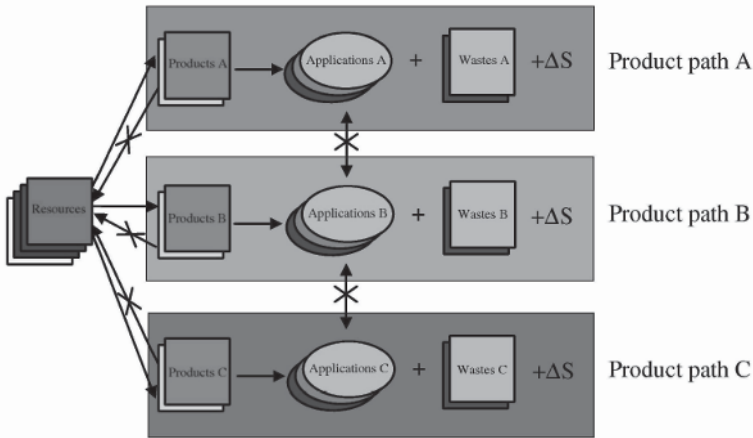 Products A
Applications A
+
Wastes A
+ΔS
Product path A
Resources
Products B
Applications B
+
Wastes B
+ΔS
Product path B
Products C
Applications C
+
Wastes C
+ΔS
Product path C